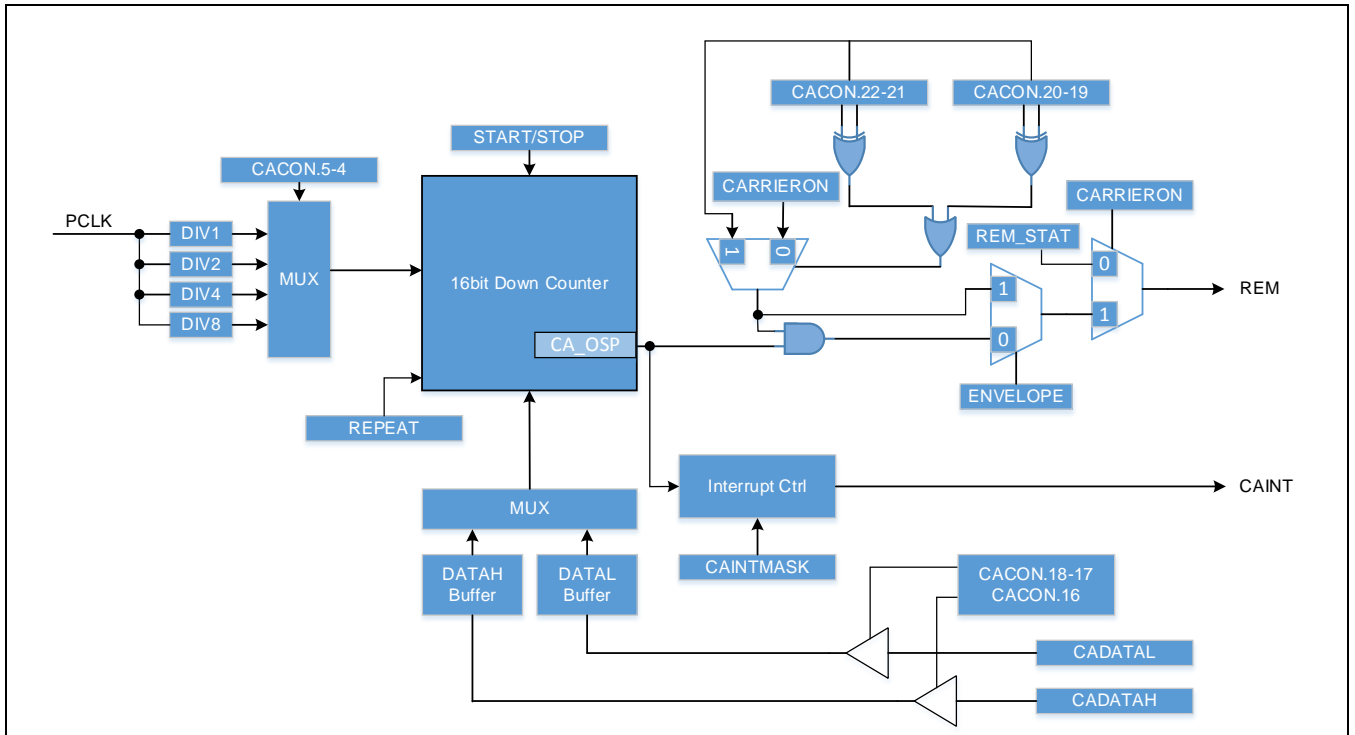 CACON.22-21
CACON.20-19
START/STOP
CACON.5-4
CARRIERON
CARRIERON
PCLK
DIV1
DIV2
DIV4
DIV8
MUX
16bit Down Counter
CA_OSP
1
0
REM_STAT
0
1
REM
1
0
ENVELOPE
REPEAT
MUX
Interrupt Ctrl
CAINT
DATAH
Buffer
DATAL
Buffer
CAINTMASK
CACON.18-17
CACON.16
CADATAL
CADATAH